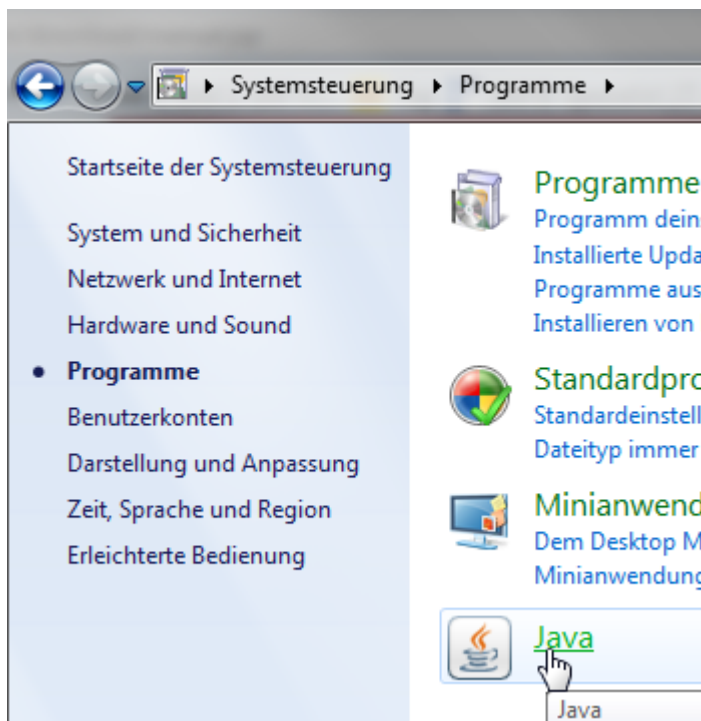 Systemsteuerung
Programme
Startseite der Systemsteuerung
System und Sicherheit
Netzwerk und Internet
Hardware und Sound
Programme
Benutzerkonten
Darstellung und Anpassung
Zeit, Sprache und Region
Erleichterte Bedienung
Programme
Programm dein
Installierte Upda
Programme aus
Installieren von
Standardpro
Standardeinstell
Dateityp immer
Minianwend
Dem Desktop M
Minianwendung
Java
Java